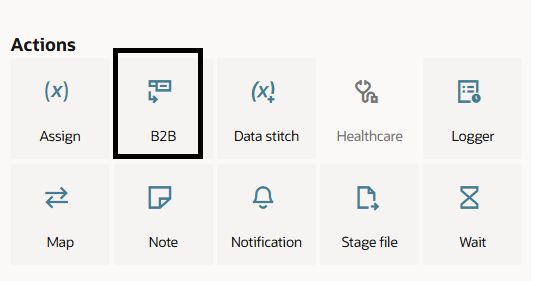 Actions
Assign
B2B
Data stitch
Healthcare
Logger
Map
Note
Notification
Stage file
Wait